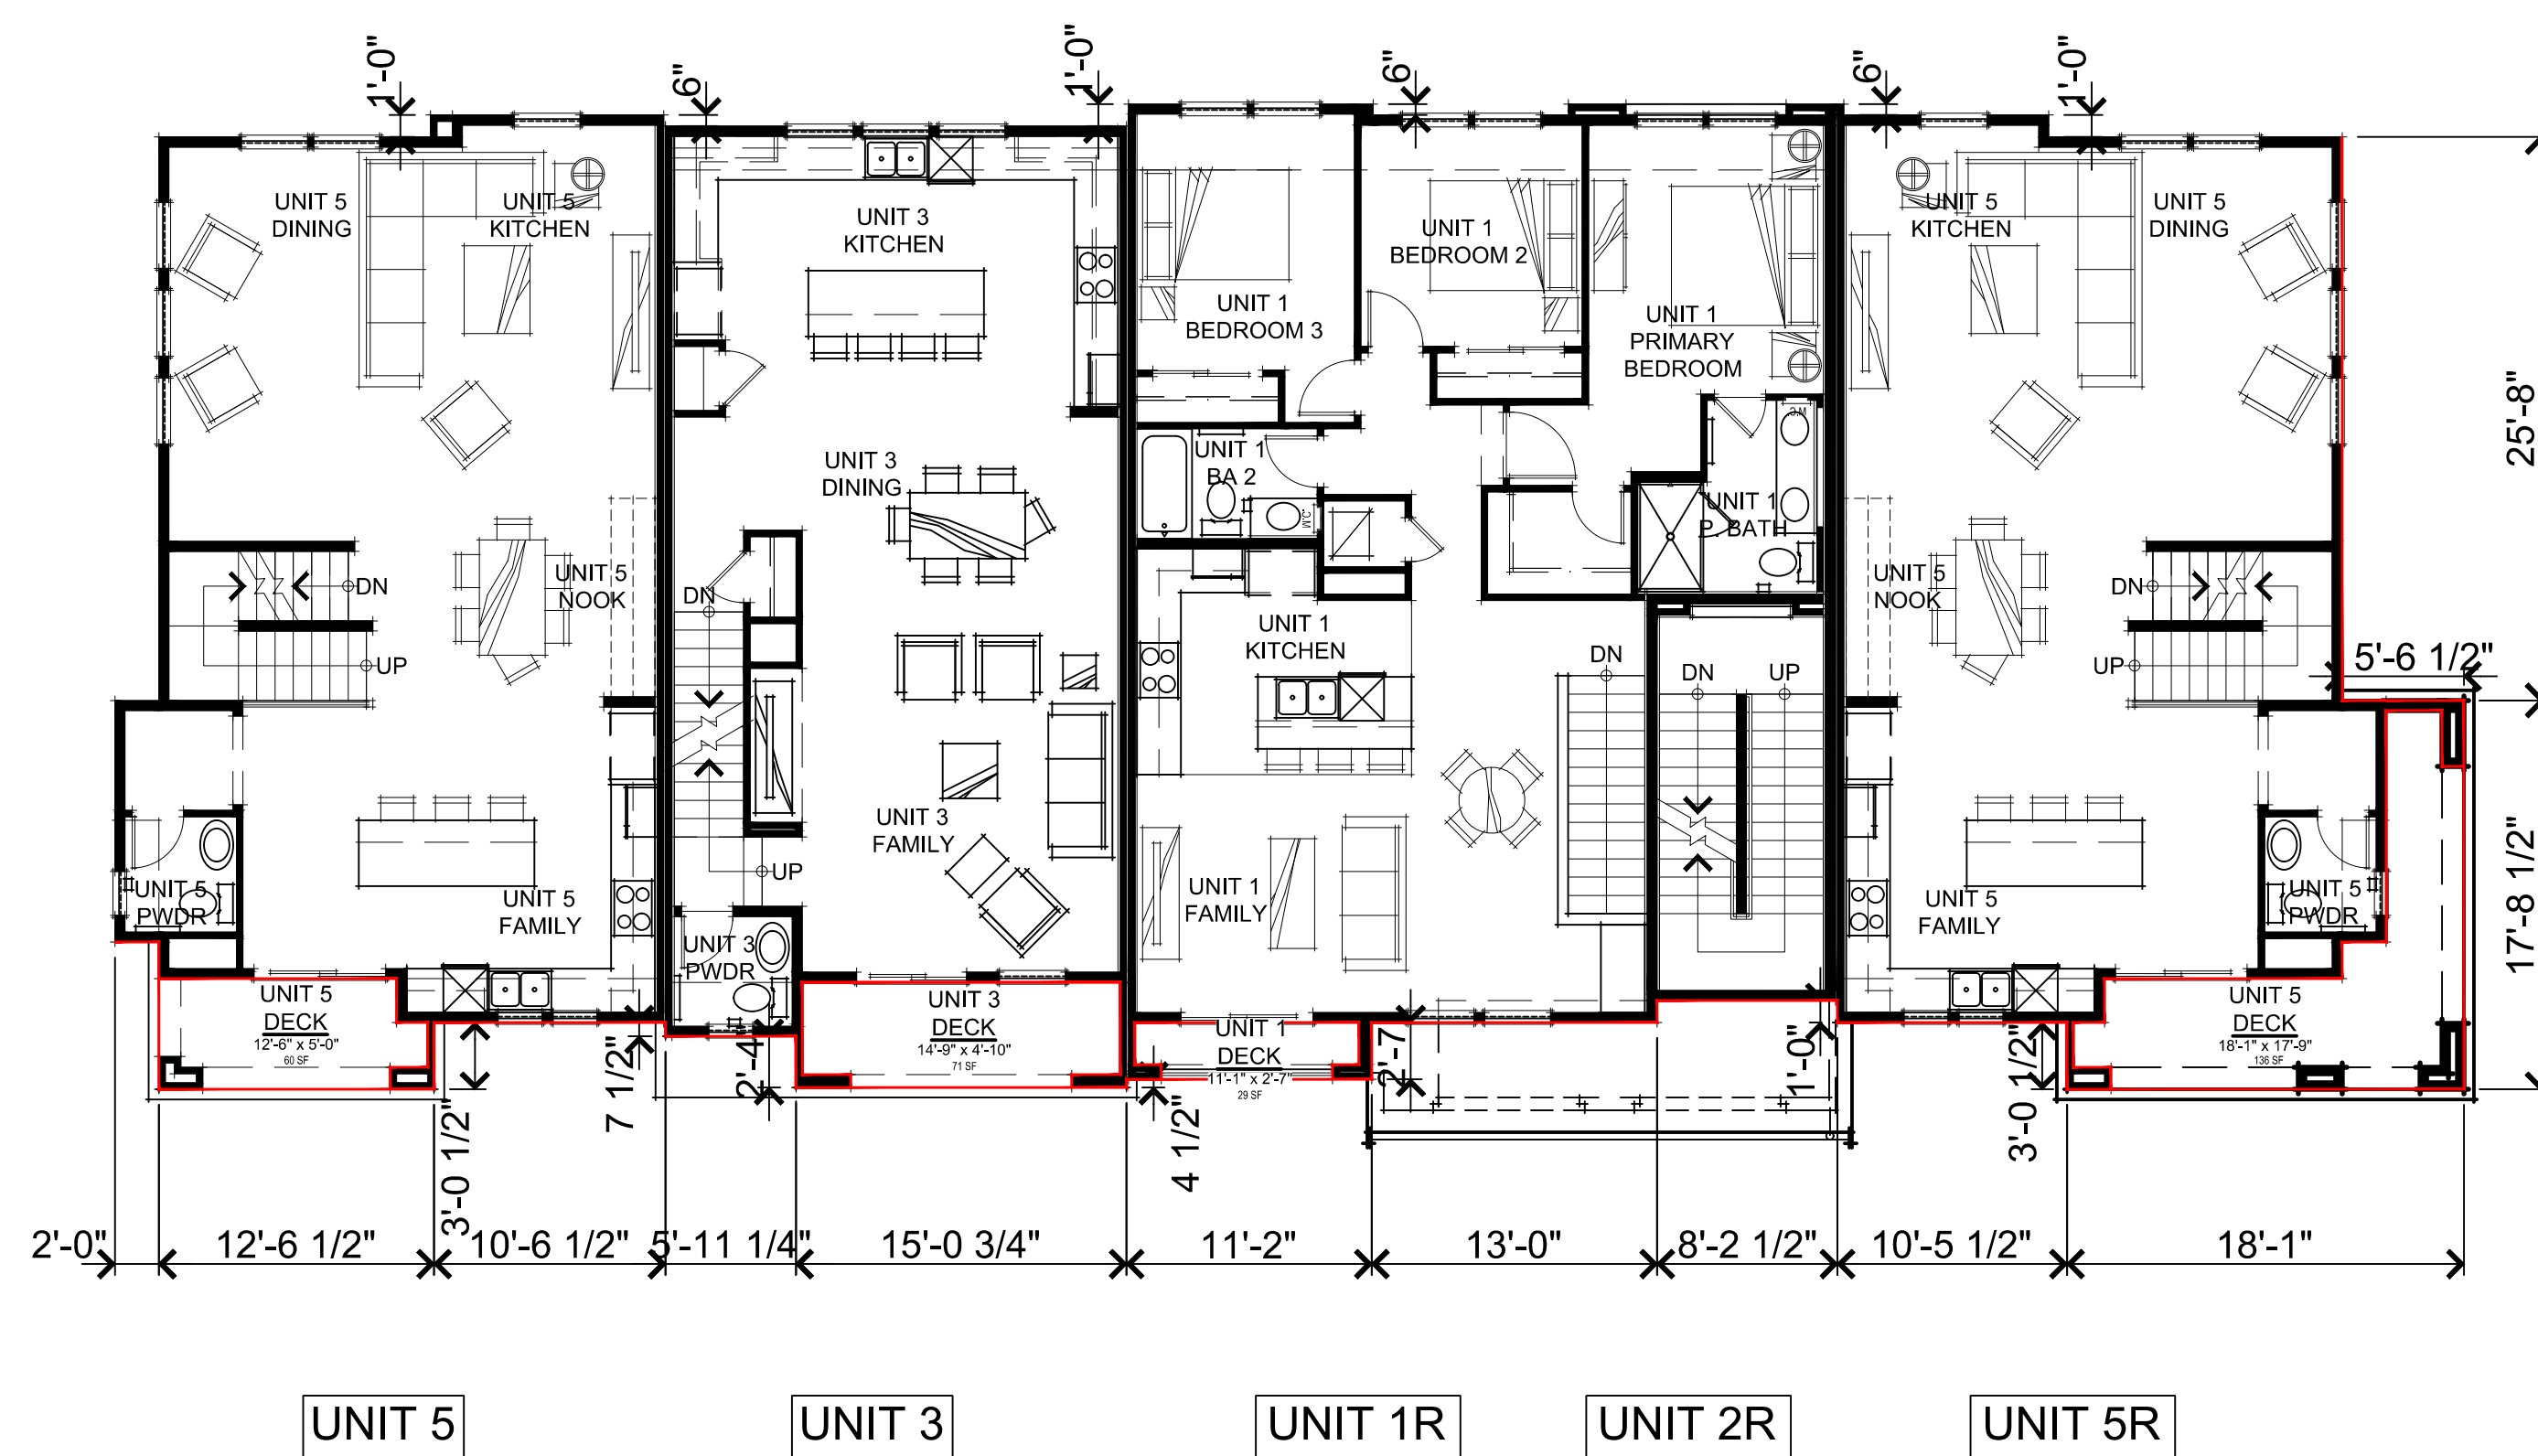 1'-0"
6"
1'-0"
6"
6"
1'-0"
UNIT 5
DINING
UNIT 5
KITCHEN
UNIT 3
KITCHEN
UNIT 1
BEDROOM 3
UNIT 1
BEDROOM 2
UNIT 1
PRIMARY
BEDROOM
UNIT 5
KITCHEN
UNIT 5
DINING
25'-8"
M.C.
UNIT 3
DINING
UNIT 1
BA 2
M.C.
UNIT 1
P. BATH
DN
UNIT 5
NOOK
DN
UNIT 5
NOOK
DN
UP
UNIT 1
KITCHEN
DN
DN
UP
UP
5'-6 1/2"
UNIT 3
FAMILY
UP
17'-8 1/2"
UNIT 5
PWDR
UNIT 5
FAMILY
UNIT 3
PWDR
UNIT 1
FAMILY
UNIT 5
FAMILY
UNIT 5
PWDR
UNIT 5
DECK
12'-6" x 5'-0"
60 SF
UNIT 3
DECK
14'-9" x 4'-10"
71 SF
UNIT 1
DECK
11'-1" x 2'-7"
29 SF
UNIT 5
DECK
18'-1" x 17'-9"
136 SF
3'-0 1/2"
7 1/2"
2'-4"
4 1/2"
2'-7"
1'-0"
3'-0 1/2"
2'-0"
12'-6 1/2"
10'-6 1/2"
5'-11 1/4"
15'-0 3/4"
11'-2"
13'-0"
8'-2 1/2"
10'-5 1/2"
18'-1"
UNIT 5
UNIT 3
UNIT 1R
UNIT 2R
UNIT 5R